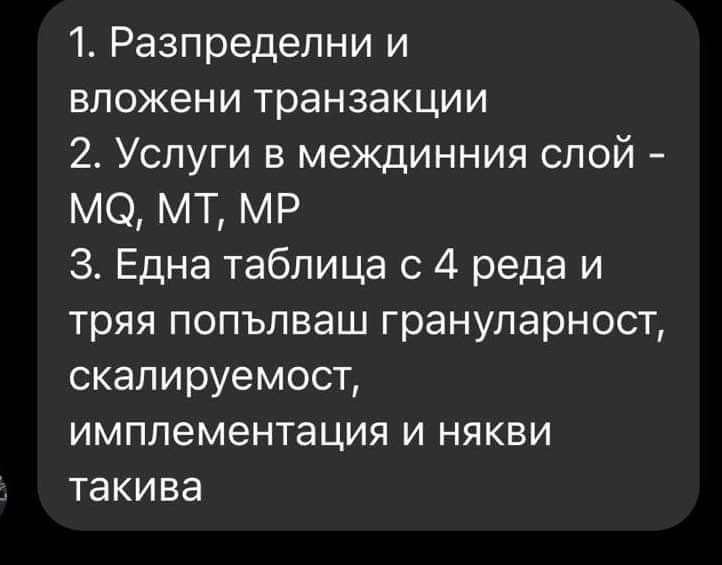 1. Разпределни и
вложени транзакции
2. Услуги в междинния слой -
MQ, MT, MP
3. Една таблица с 4 реда и
тряя попълваш грануларност,
скалируемост,
имплементация и някви
такива